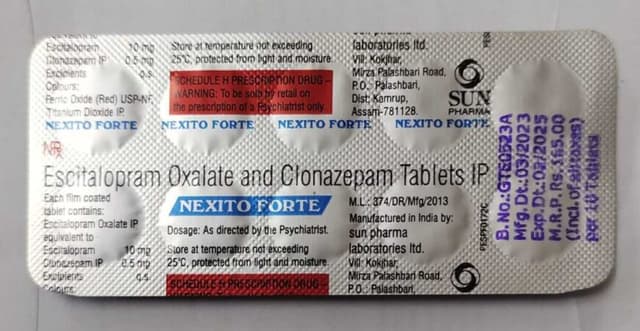 Escitalopram 10 mg
Clonazepam IP 0.5 mg
Excipients q.s.
Colours:
Ferric Oxide (Red) USP-NF,
Titanium Dioxide IP
Store at temperature not exceeding
25°C, protected from light and moisture.
SCHEDULE H PRESCRIPTION DRUG -
WARNING: To be sold by retail on
the prescription of a Psychiatrist only.
laboratories ltd.
Vill: Kokjhar,
Mirza Palashbari Road,
P.O.: Palashbari,
Dist: Kamrup,
Assam-781128.
SUN
PHARMA
NEXITO FORTE NEXITO FORTE NEXITO FORTE NEXITO FORTE
NRx
Escitalopram Oxalate and Clonazepam Tablets IP
Each film coated
tablet contains:
Escitalopram Oxalate IP
equivalent to
Escitalopram 10 mg
Clonazepam IP 0.5 mg
Excipients q.s.
Colours:
NEXITO FORTE
Dosage: As directed by the Psychiatrist.
Store at temperature not exceeding
25°C, protected from light and moisture.
SCHEDULE H PRESCRIPTION DRUG -
M.L.: 374/DR/Mfg/2013
Manufactured in India by:
sun pharma
laboratories ltd.
Vill: Kokjhar,
Mirza Palashbari Road,
P.O.: Palashbari,
PESPF0172C
B. No.:GTE0523A
Mfg. Dt.:03/2023
Exp. Dt.:02/2025
M.R.P. Rs. 165.00
(Incl. of all taxes)
per 10 Tablets